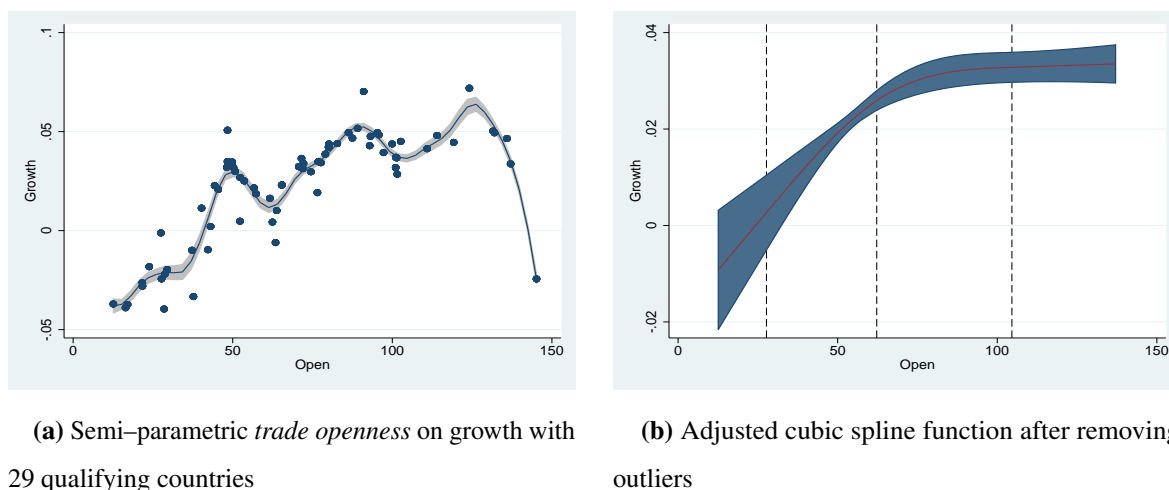 .1
.05
0
-.05
Growth
0 50 100 150
Open
.04
.02
0
-.02
Growth
0 50 100 150
Open
(a) Semi–parametric trade openness on growth with
29 qualifying countries
(b) Adjusted cubic spline function after removing
outliers